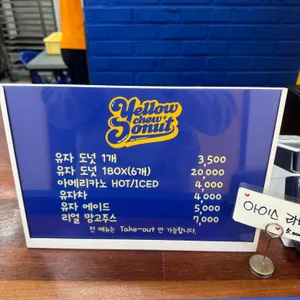 Yellow
chew
Donut
유자 도넛 1개 3,500
유자 도넛 1BOX(6개) 20,000
아메리카노 HOT/ICED 4,000
유자차 4,000
유자 에이드 5,000
리얼 망고주스 7,000
전 메뉴는 Take-out 만 가능합니다.
아이스